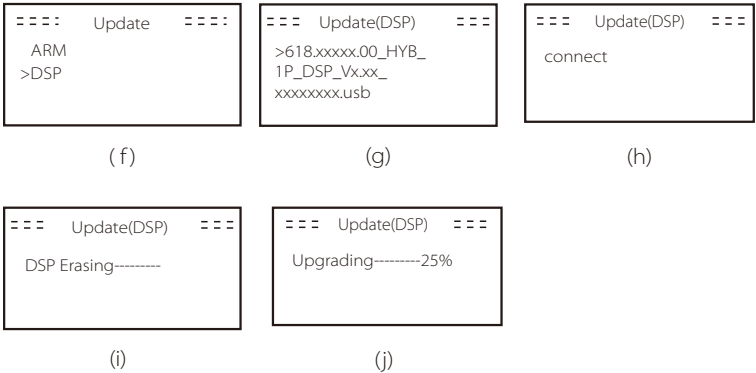 === Update ===
ARM
>DSP
(f)
=== Update(DSP) ===
>618.xxxxx.00_HYB_
1P_DSP_Vx.xx_
xxxxxxxx.usb
(g)
=== Update(DSP) ===
connect
(h)
=== Update(DSP) ===
DSP Erasing---------
(i)
=== Update(DSP) ===
Upgrading---------25%
(j)